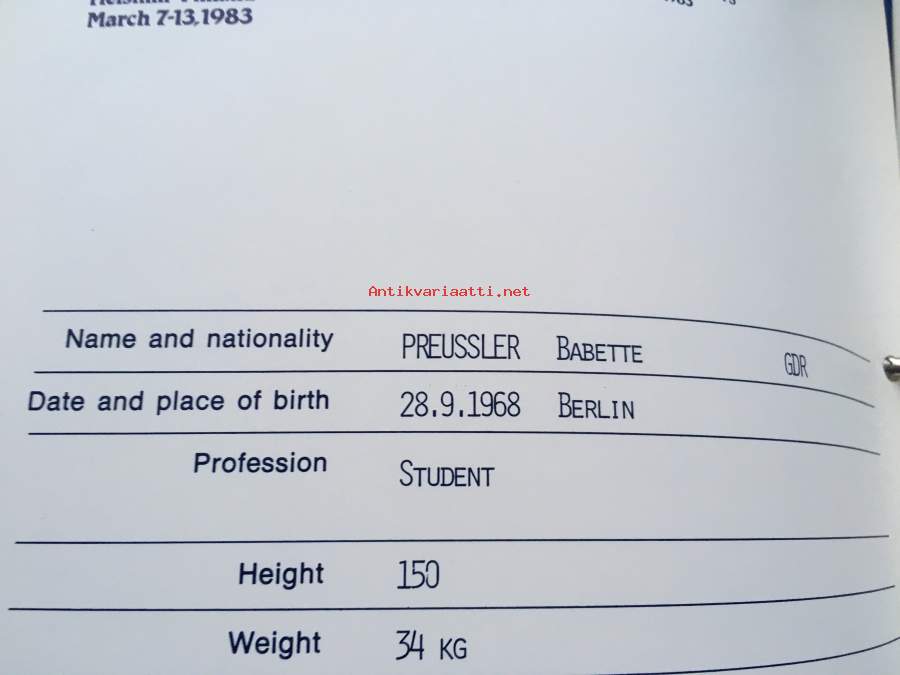 March 7-13, 1983
Antikvariaatti.net
Name and nationality PREUSSLER BABETTE GDR
Date and place of birth 28.9.1968 BERLIN
Profession STUDENT
Height 150
Weight 34 KG